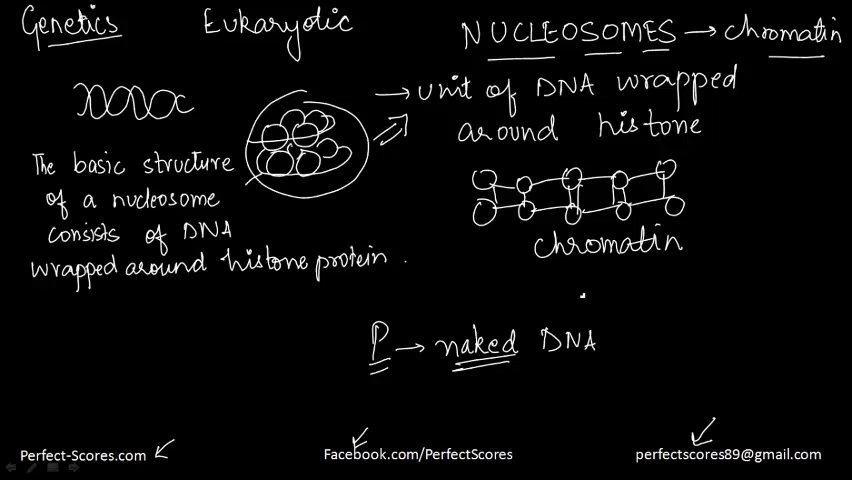 Genetics Eukaryotic NUCLEOSOMES → chromatin
→ unit of DNA wrapped
around histone
The basic structure
of a nucleosome
consists of DNA
wrapped around histone protein.
chromatin
P → naked DNA
Perfect-Scores.com Facebook.com/PerfectScores perfectscores89@gmail.com